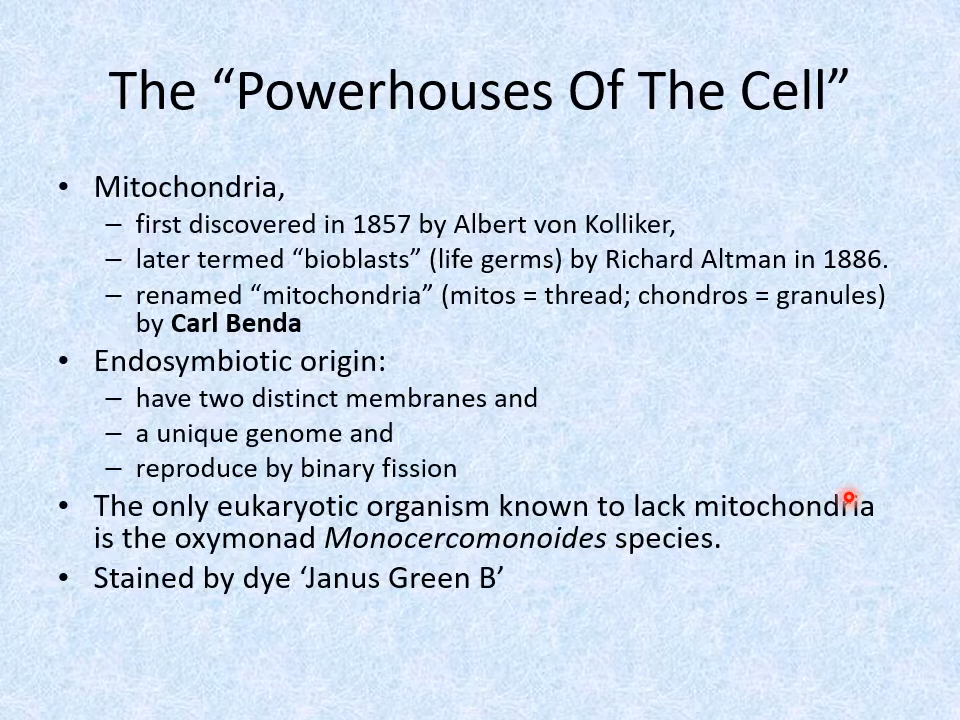 The “Powerhouses Of The Cell”
• Mitochondria,
– first discovered in 1857 by Albert von Kolliker,
– later termed “bioblasts” (life germs) by Richard Altman in 1886.
– renamed “mitochondria” (mitos = thread; chondros = granules)
by Carl Benda
• Endosymbiotic origin:
– have two distinct membranes and
– a unique genome and
– reproduce by binary fission
• The only eukaryotic organism known to lack mitochondria
is the oxymonad Monocercomonoides species.
• Stained by dye ‘Janus Green B’